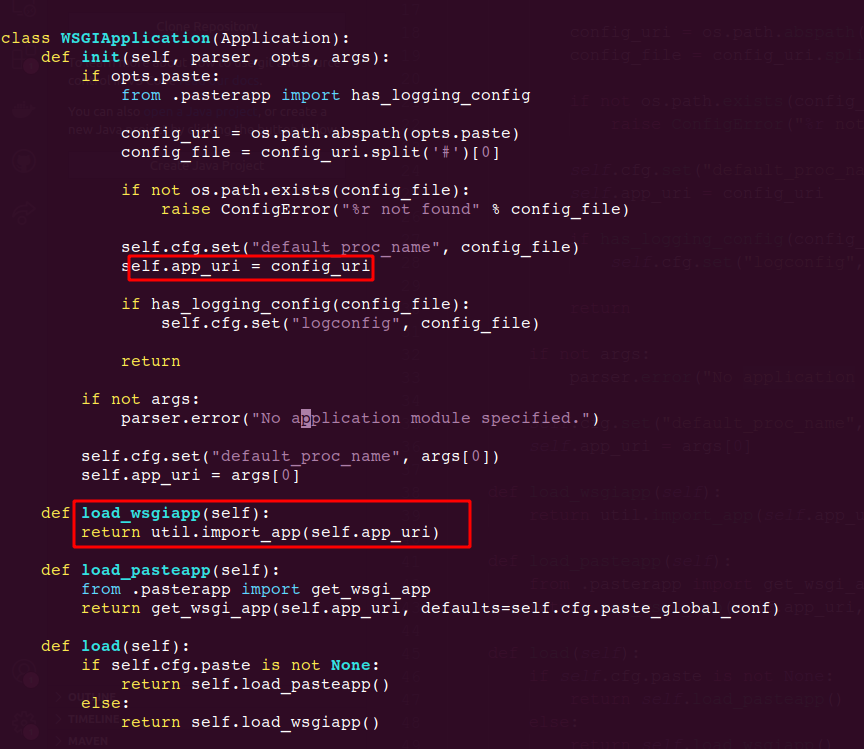 class WSGIApplication(Application):
    def init(self, parser, opts, args):
        if opts.paste:
            from .pasterapp import has_logging_config

            config_uri = os.path.abspath(opts.paste)
            config_file = config_uri.split('#')[0]

            if not os.path.exists(config_file):
                raise ConfigError("%r not found" % config_file)

            self.cfg.set("default_proc_name", config_file)
            self.app_uri = config_uri

            if has_logging_config(config_file):
                self.cfg.set("logconfig", config_file)

            return

        if not args:
            parser.error("No application module specified.")

        self.cfg.set("default_proc_name", args[0])
        self.app_uri = args[0]

    def load_wsgiapp(self):
        return util.import_app(self.app_uri)

    def load_pasteapp(self):
        from .pasterapp import get_wsgi_app
        return get_wsgi_app(self.app_uri, defaults=self.cfg.paste_global_conf)

    def load(self):
        if self.cfg.paste is not None:
            return self.load_pasteapp()
        else:
            return self.load_wsgiapp()
OUTLINE
TIMELINE
MAVEN